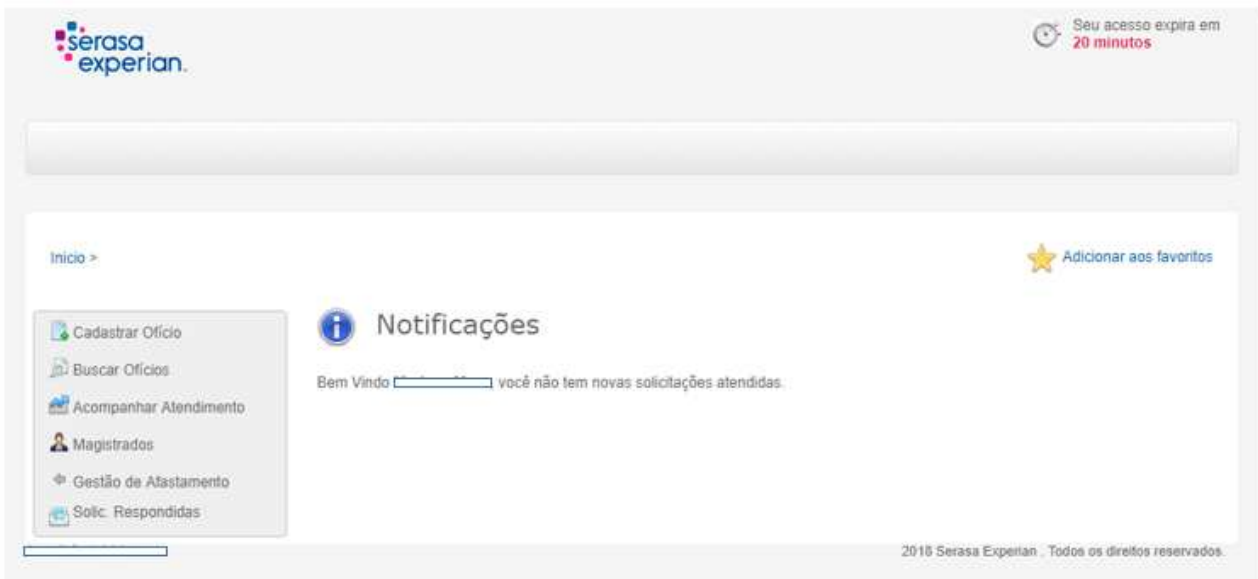 serasa
experian.
Seu acesso expira em
20 minutos
Inicio >
Adicionar aos favoritos
Cadastrar Ofício
Buscar Ofícios
Acompanhar Atendimento
Magistrados
Gestão de Afastamento
Solic. Respondidas
Notificações
Bem Vindo você não tem novas solicitações atendidas.
2018 Serasa Experian . Todos os direitos reservados.